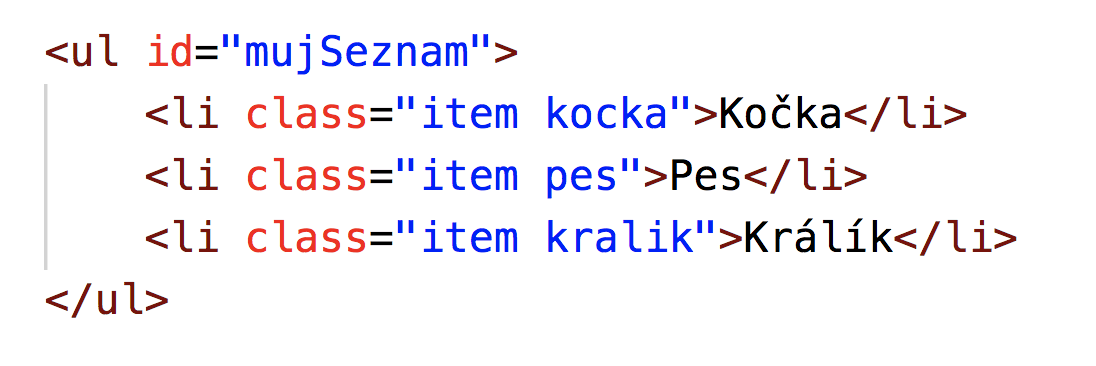 <ul id="mujSeznam">
<li class="item kocka">Kočka</li>
<li class="item pes">Pes</li>
<li class="item kralik">Králík</li>
</ul>